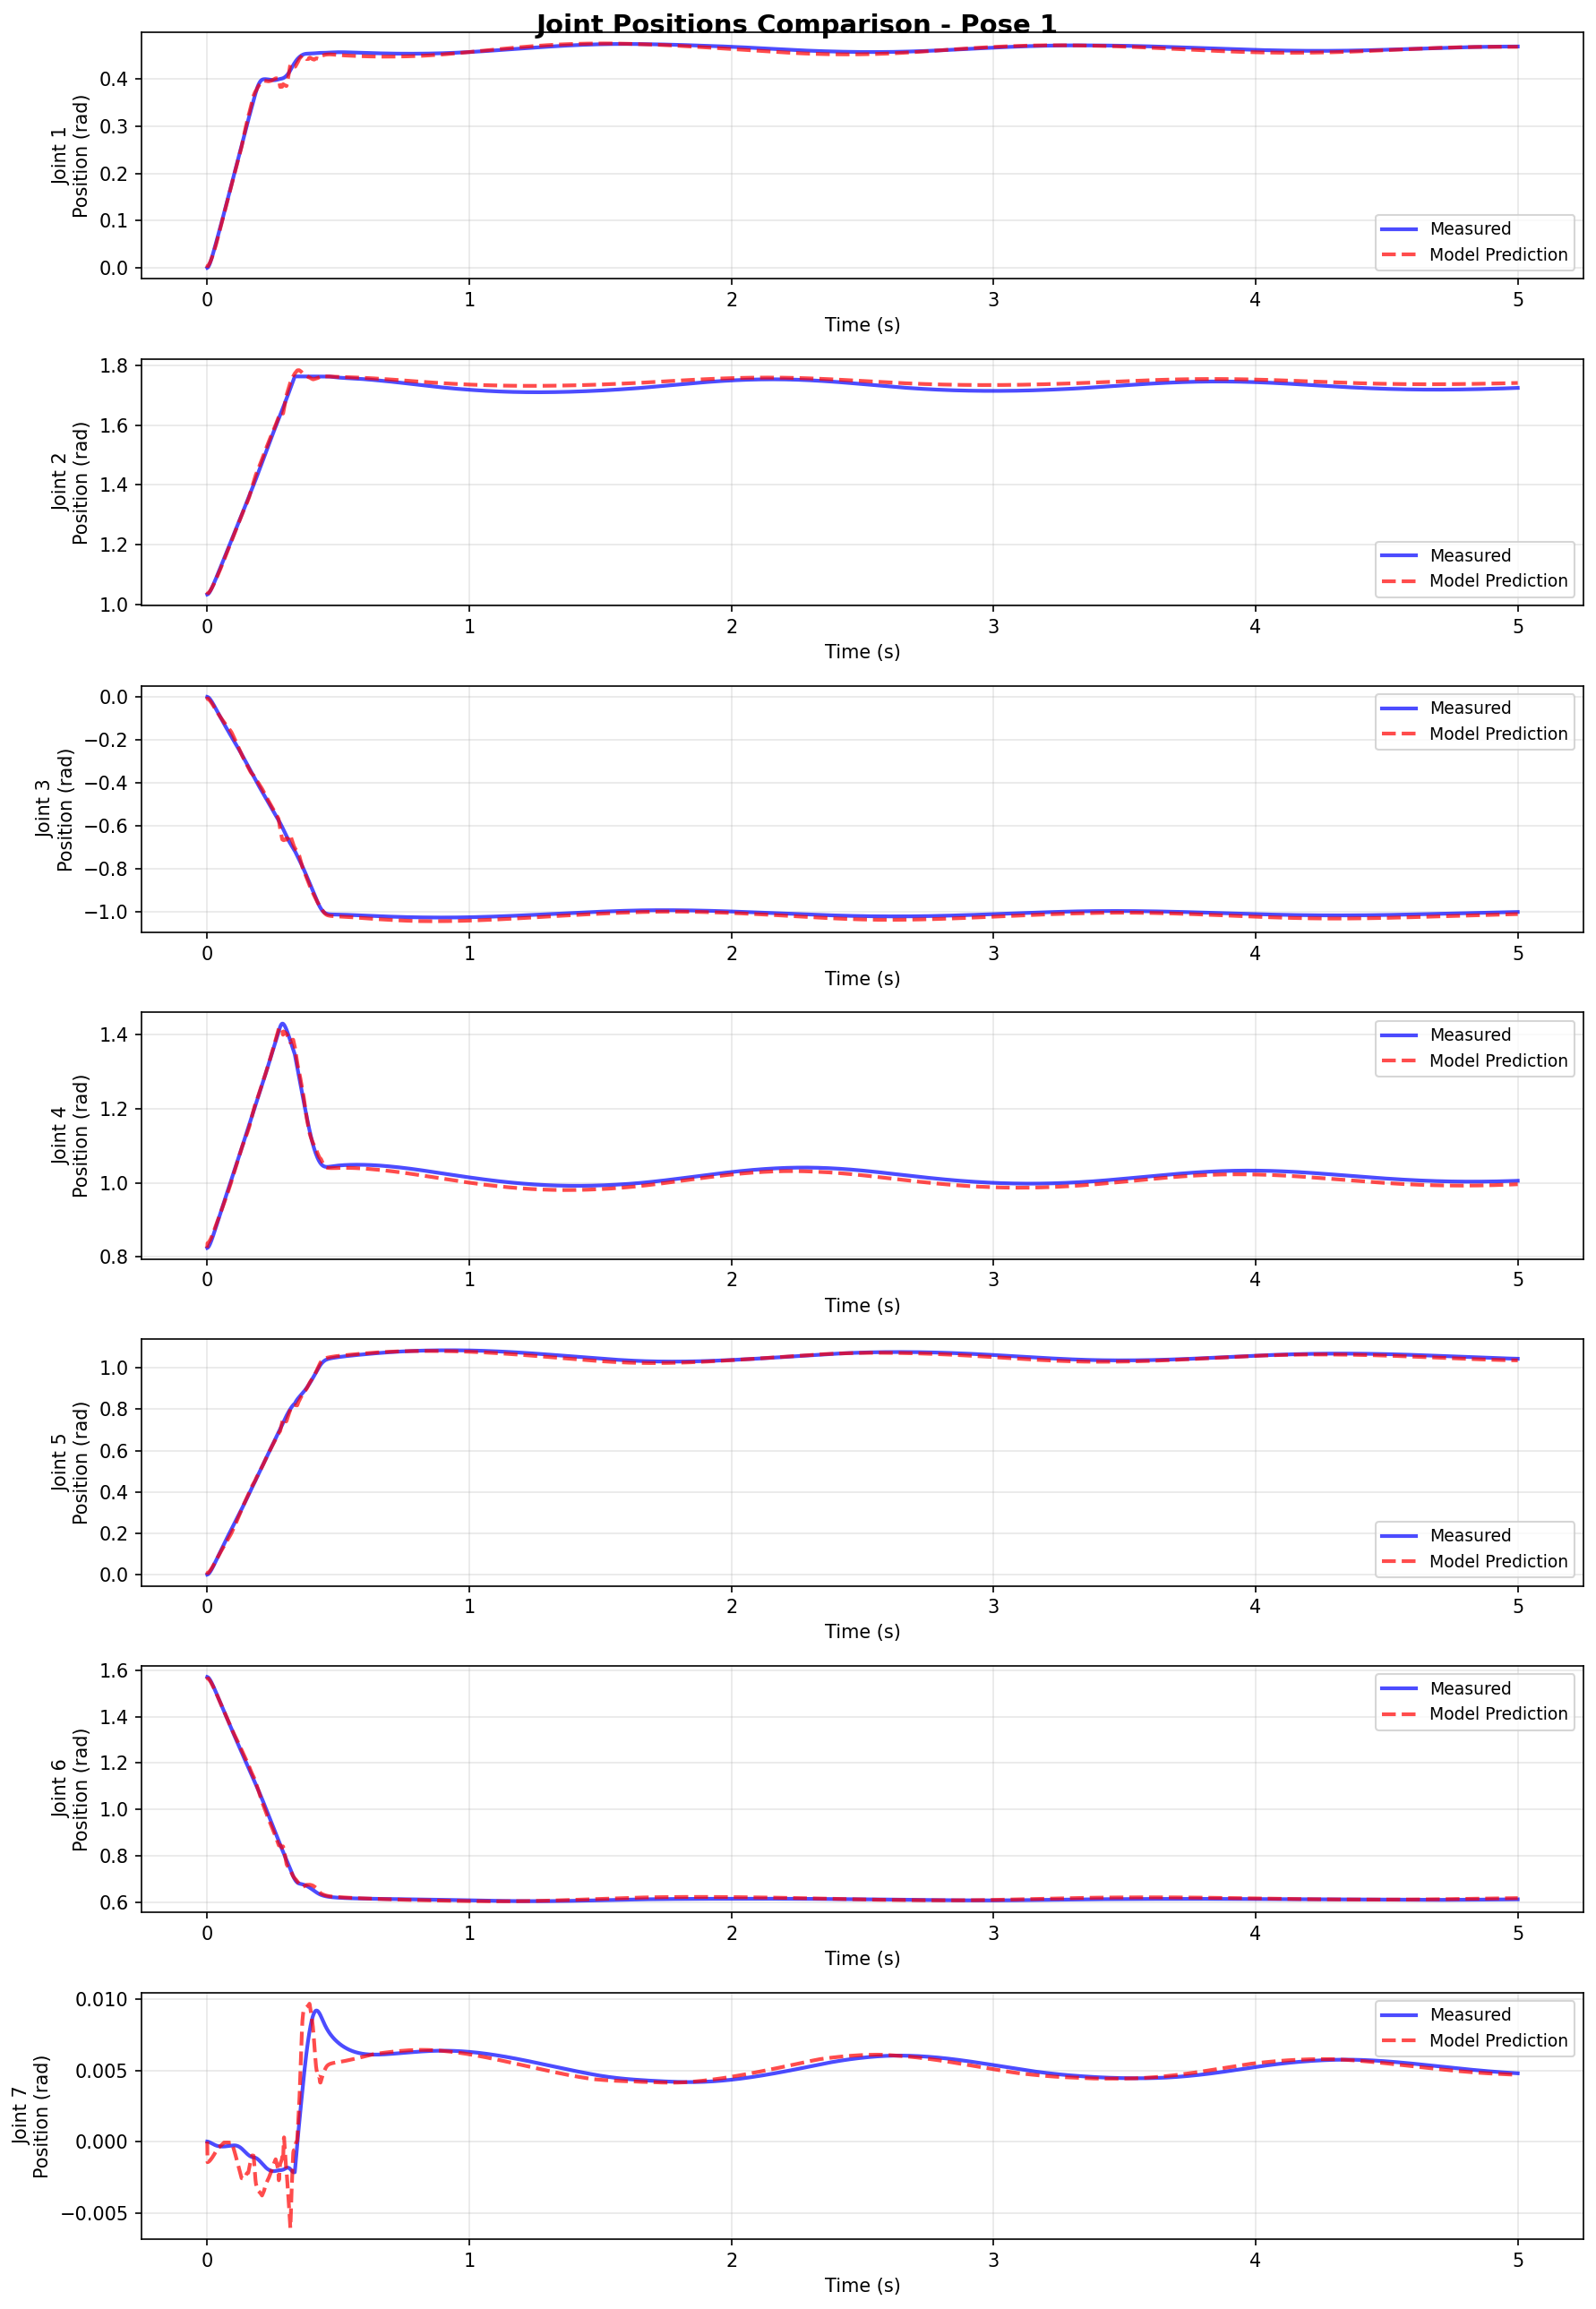 Joint Positions Comparison - Pose 1
Joint 1
Position (rad)
0.4
0.3
0.2
0.1
0.0
Measured
Model Prediction
0 1 2 3 4 5
Time (s)
Joint 2
Position (rad)
1.8
1.6
1.4
1.2
1.0
Measured
Model Prediction
0 1 2 3 4 5
Time (s)
Joint 3
Position (rad)
0.0
−0.2
−0.4
−0.6
−0.8
−1.0
Measured
Model Prediction
0 1 2 3 4 5
Time (s)
Joint 4
Position (rad)
1.4
1.2
1.0
0.8
Measured
Model Prediction
0 1 2 3 4 5
Time (s)
Joint 5
Position (rad)
1.0
0.8
0.6
0.4
0.2
0.0
Measured
Model Prediction
0 1 2 3 4 5
Time (s)
Joint 6
Position (rad)
1.6
1.4
1.2
1.0
0.8
0.6
Measured
Model Prediction
0 1 2 3 4 5
Time (s)
Joint 7
Position (rad)
0.010
0.005
0.000
−0.005
Measured
Model Prediction
0 1 2 3 4 5
Time (s)